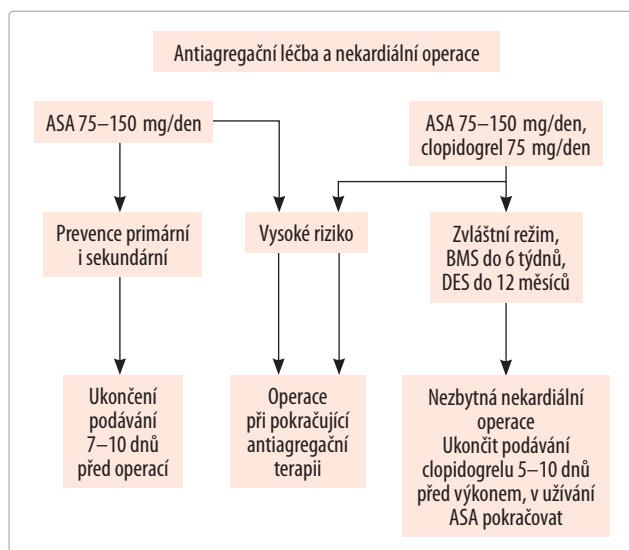 Antiagregační léčba a nekardiální operace
ASA 75–150 mg/den
ASA 75–150 mg/den,
clopidogrel 75 mg/den
Prevence primární
i sekundární
Vysoké riziko
Zvláštní režim,
BMS do 6 týdnů,
DES do 12 měsíců
Ukončení
podávání
7–10 dnů
před operací
Operace
při pokračující
antiagregační
terapii
Nezbytná nekardiální
operace
Ukončit podávání
clopidogrelu 5–10 dnů
před výkonem, v užívání
ASA pokračovat